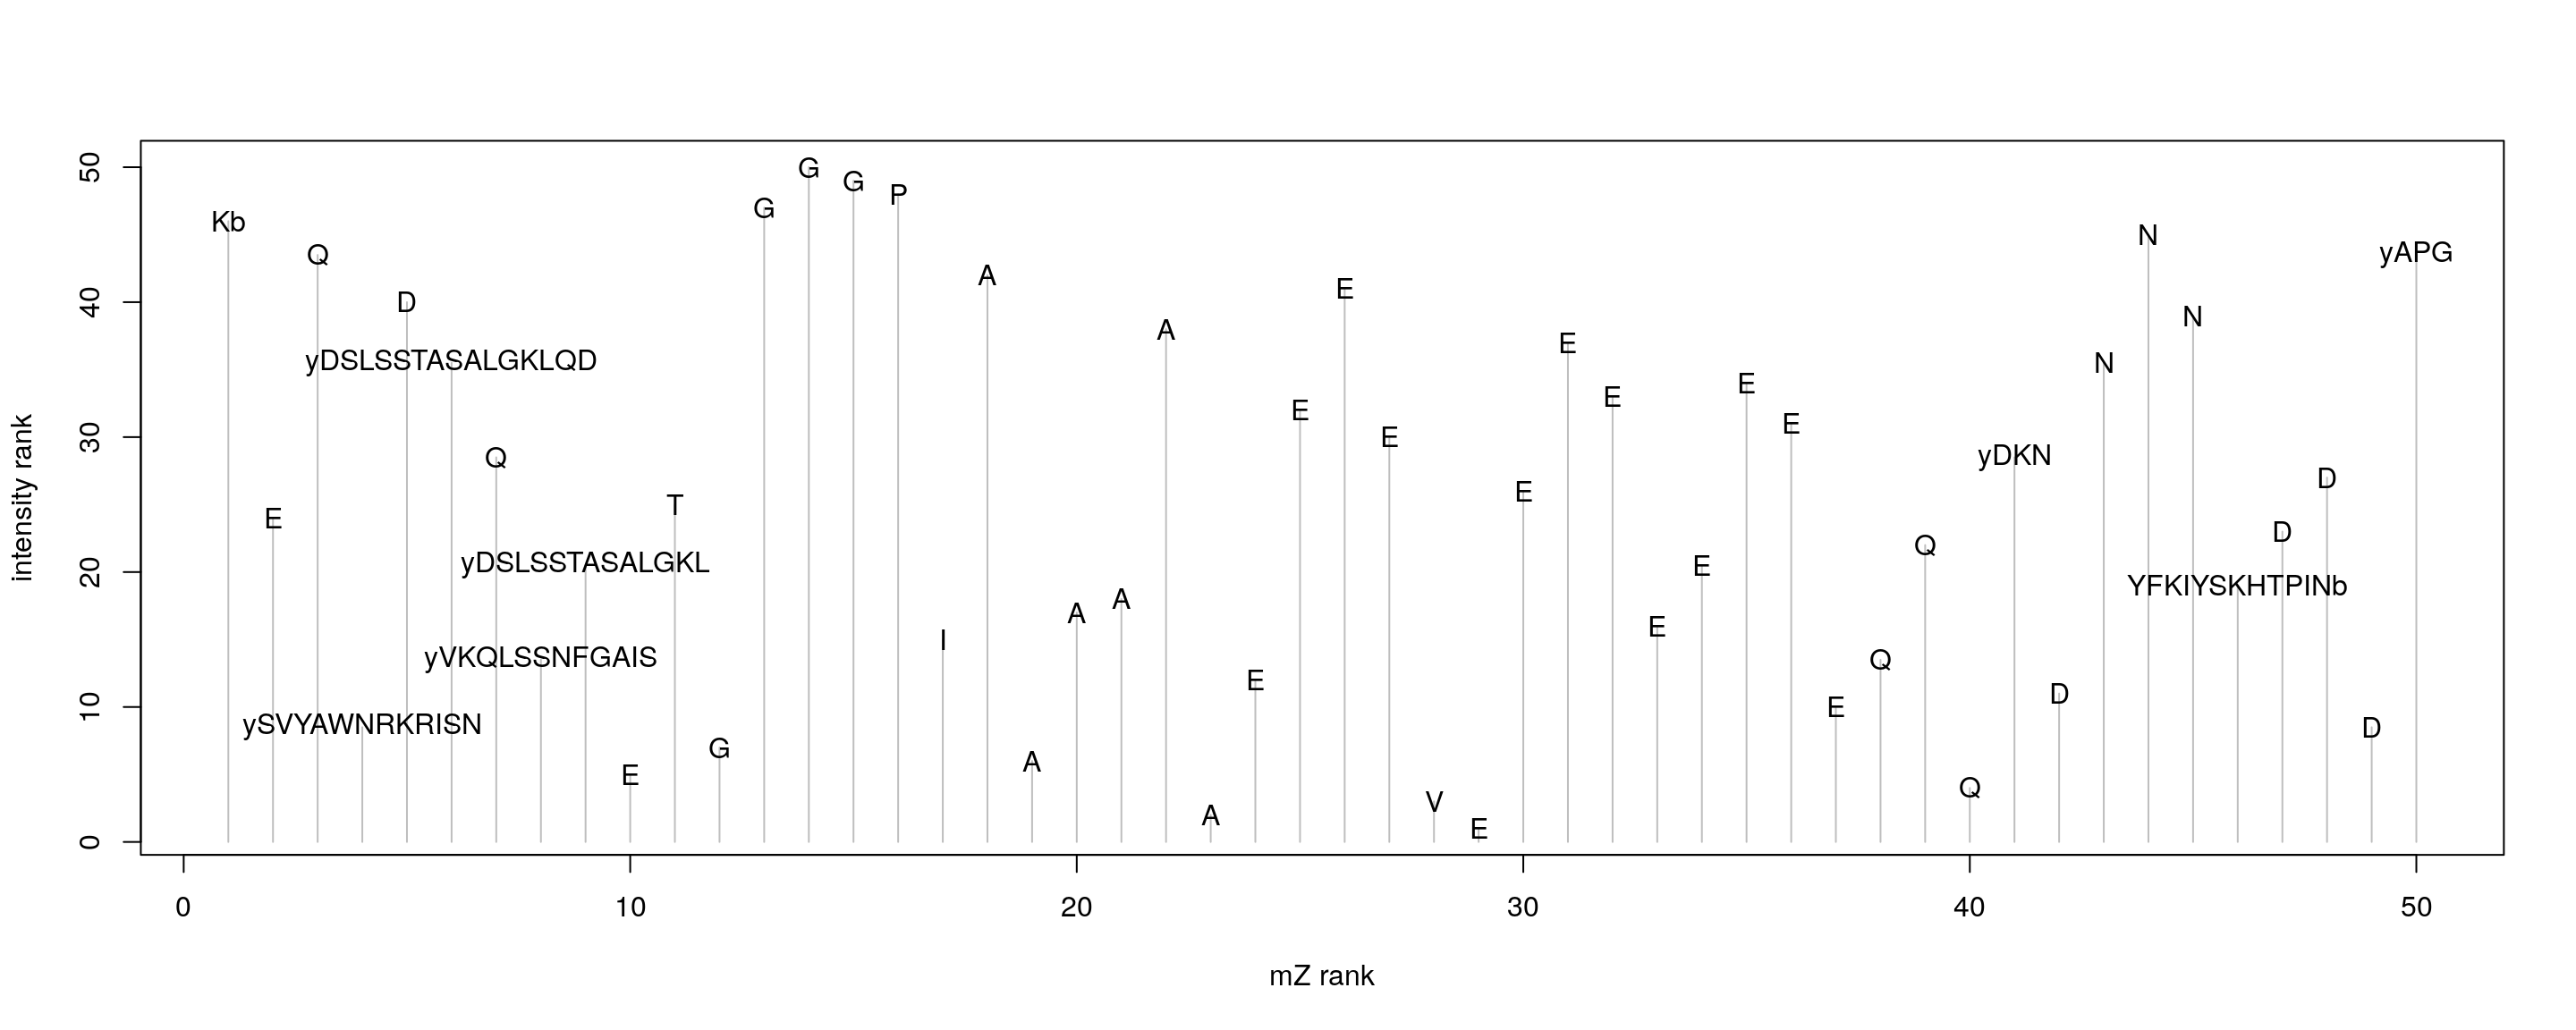 50
G
G
P
G
Kb
N
Q
yAPG
A
40
D
E
A
N
E
yDSLSSTASALGKLQD
N
E
E
E
E
intensity rank
30
E
Q
yDKN
D
E
T
E
D
Q
20
yDSLSSTASALGKL
E
YFKIYSKHTPINb
A
A
E
I
yVKQLSSNFGAIS
Q
E
10
E
D
ySVYAWNRKRISN
D
G
A
E
Q
V
A
E
0
0 10 20 30 40 50
mZ rank